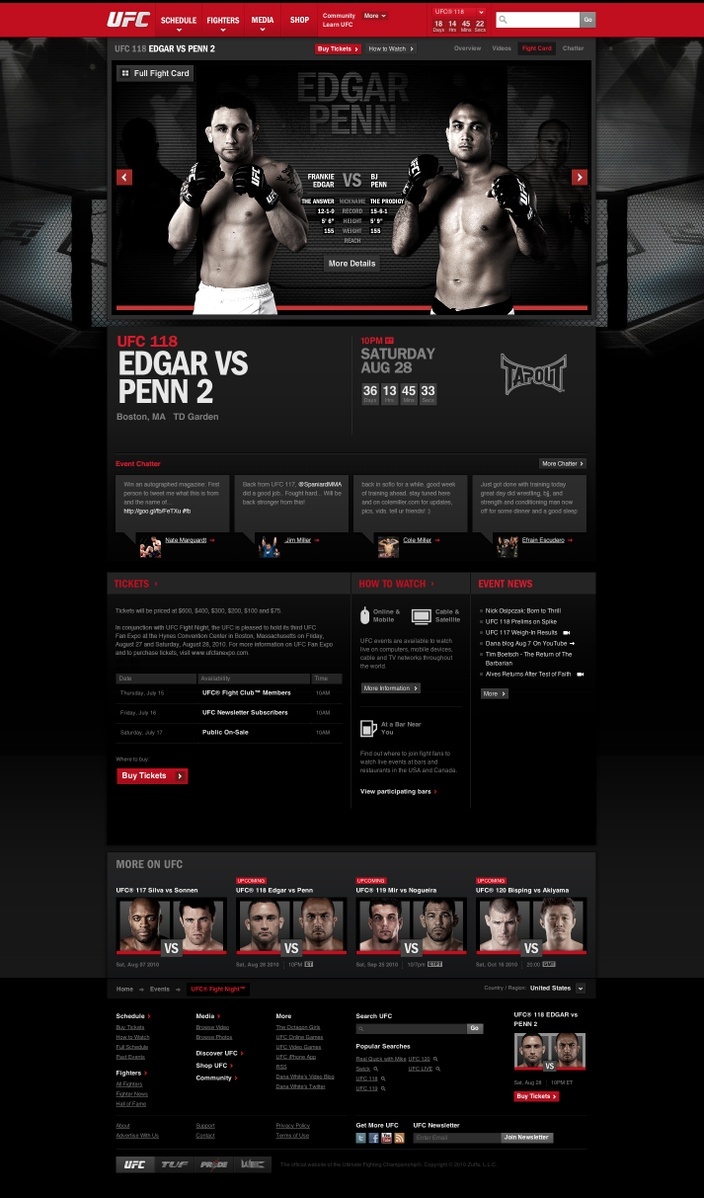 UFC
SCHEDULE
FIGHTERS
MEDIA
SHOP
Community
Learn UFC
More
UFC® 118
18 14 45 22
Days Hrs Mins Secs
Go
UFC 118 EDGAR VS PENN 2
Buy Tickets
How to Watch
Overview
Videos
Fight Card
Chatter
Full Fight Card
EDGAR
PENN
FRANKIE EDGAR
VS
BJ PENN
THE ANSWER NICKNAME THE PRODIGY
12-1-0 RECORD 15-6-1
5' 6" HEIGHT 5' 9"
155 WEIGHT 155
REACH
More Details
UFC 118
EDGAR VS
PENN 2
Boston, MA TD Garden
10PM ET
SATURDAY
AUG 28
36 13 45 33
Days Hrs Mins Secs
TAPOUT
Event Chatter
More Chatter
Win an autographed magazine: First
person to tweet me what this is from
and the name of...
http://goo.gl/fb/FeTXu #fb
Nate Marquardt
Back from UFC 117, @SpaniardMMA
did a good job.. Fought hard... Will be
back stronger from this!
Jim Miller
back in sofio for a while. good week
of training ahead. stay tuned here
and on colemiller.com for updates,
pics, vids, tell ur friends! :)
Cole Miller
Just got done with training today
great day did wrestling, bjj, and
strength and conditioning man now
off for some dinner and a good sleep
Efrain Escudero
TICKETS
Tickets will be priced at $600, $400, $300, $200, $100 and $75.
In conjunction with UFC Fight Night, the UFC is pleased to hold its third UFC
Fan Expo at the Hynes Convention Center in Boston, Massachusetts on Friday,
August 27 and Saturday, August 28, 2010. For more information on UFC Fan Expo
and to purchase tickets, visit www.ufcfanexpo.com.
Date Availability Time
Thursday, July 15 UFC® Fight Club™ Members 10AM
Friday, July 16 UFC Newsletter Subscribers 10AM
Saturday, July 17 Public On-Sale 10AM
Where to buy:
Buy Tickets
HOW TO WATCH
Online &
Mobile
Cable &
Satellite
UFC events are available to watch
live on computers, mobile devices,
cable and TV networks throughout
the world.
More Information
At a Bar Near
You
Find out where to join fight fans to
watch live events at bars and
restaurants in the USA and Canada.
View participating bars
EVENT NEWS
Nick Osipczak: Born to Thrill
UFC 118 Prelims on Spike
UFC 117 Weigh-In Results
Dana blog Aug 7 On YouTube
Tim Boetsch - The Return of The
Barbarian
Alves Returns After Test of Faith
More
MORE ON UFC
UFC® 117 Silva vs Sonnen
VS
Sat, Aug 07 2010
UPCOMING
UFC® 118 Edgar vs Penn
VS
Sat, Aug 28 2010 10PM ET
UPCOMING
UFC® 119 Mir vs Nogueira
VS
Sat, Sep 25 2010 10/7pm
UPCOMING
UFC® 120 Bisping vs Akiyama
VS
Sat, Oct 16 2010 20:00
Home
Events
UFC® Fight Night™
Country / Region: United States
Schedule
Buy Tickets
How to Watch
Full Schedule
Past Events
Fighters
All Fighters
Fighter News
Hall of Fame
Media
Browse Video
Browse Photos
Discover UFC
Shop UFC
Community
More
The Octagon Girls
UFC Online Games
UFC Video Games
UFC iPhone App
RSS
Dana White's Video Blog
Dana White's Twitter
Search UFC
Go
Popular Searches
Real Quick with Mike
UFC 120
Swick
UFC LIVE
UFC 118
UFC 119
UFC® 118 EDGAR vs
PENN 2
VS
Sat, Aug 28 10PM ET
Buy Tickets
About
Advertise With Us
Support
Contact
Privacy Policy
Terms of Use
Get More UFC
UFC Newsletter
Enter Email
Join Newsletter
UFC
TUF
PRIDE
WEC
The official website of the Ultimate Fighting Championship. Copyright © 2010 Zuffa, L.L.C.